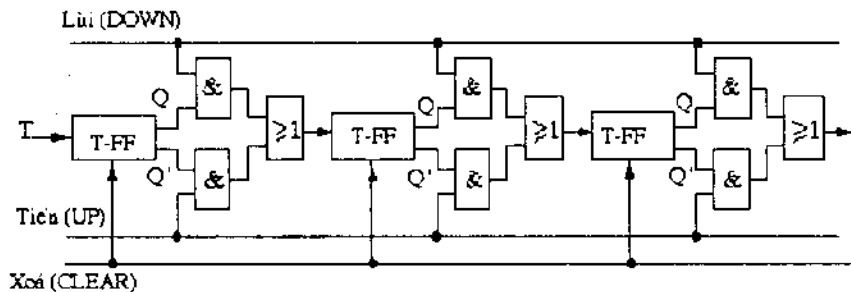 Lùi (DOWN)
& & &
Q Q Q
T T-FF ≥1 T-FF ≥1 T-FF ≥1
Q' & Q' & Q' &
Tiến (UP)
Xoá (CLEAR)